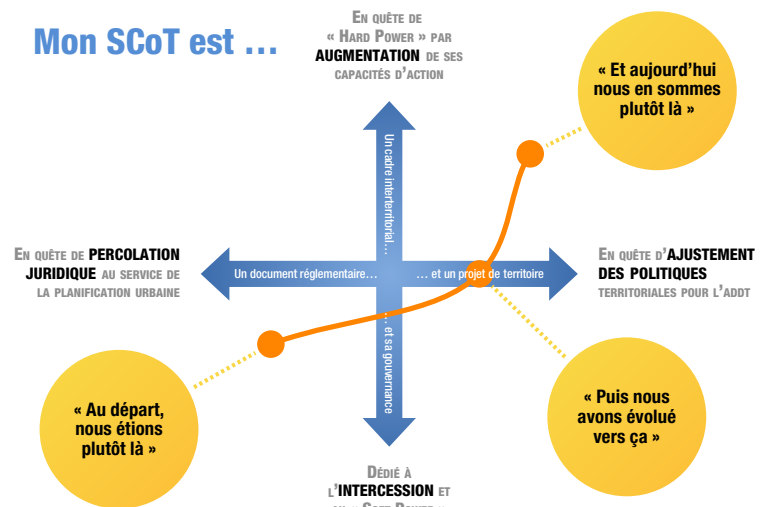 Mon SCoT est …
En quête de
« Hard Power » par
AUGMENTATION de ses
capacités d'action
« Et aujourd'hui
nous en sommes
plutôt là »
Un cadre interterritorial…
En quête de PERCOLATION
JURIDIQUE au service de
la planification urbaine
Un document réglementaire…
… et un projet de territoire
En quête d'AJUSTEMENT
DES POLITIQUES
territoriales pour l'ADDT
… et sa gouvernance
« Au départ,
nous étions
plutôt là »
« Puis nous
avons évolué
vers ça »
Dédié à
l'INTERCESSION et
au « Soft Power »